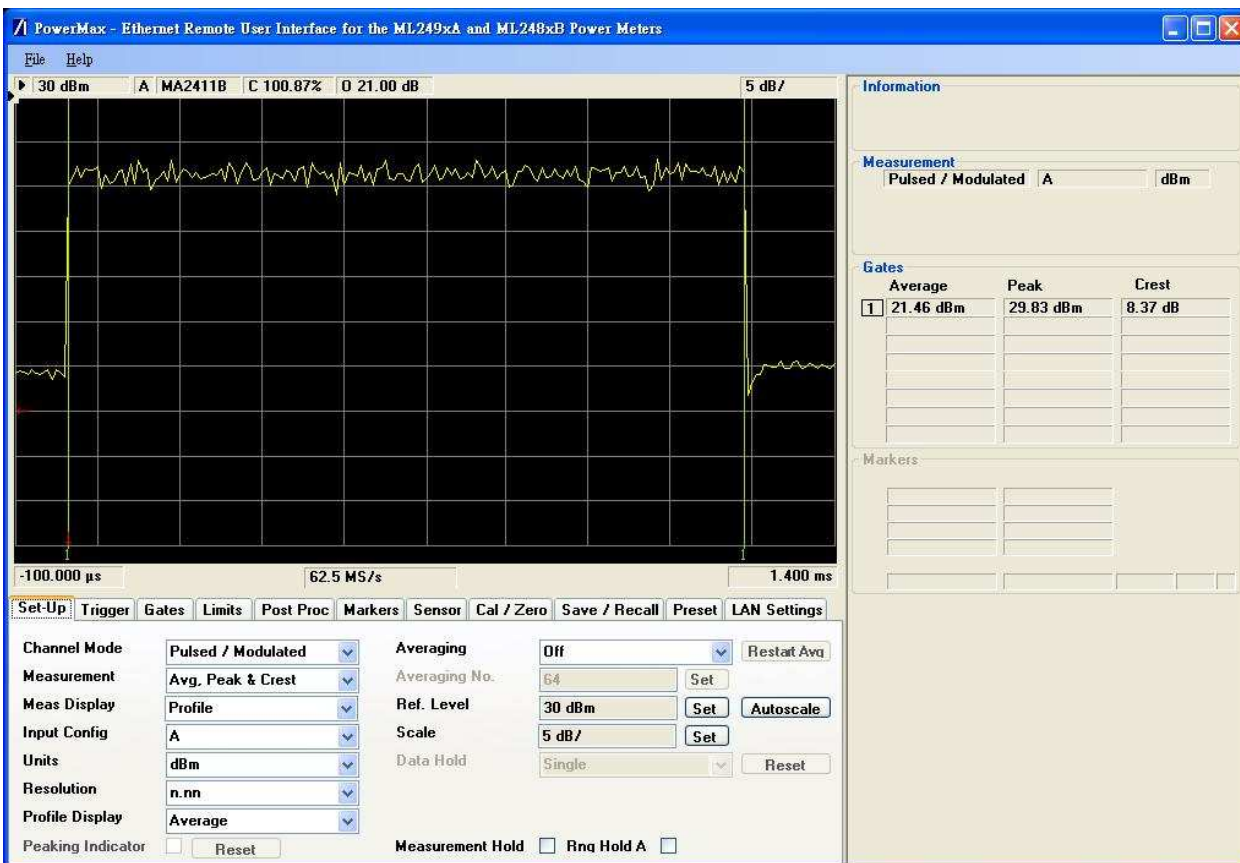 PowerMax - Ethernet Remote User Interface for the ML249xA and ML248xB Power Meters
File Help
30 dBm A MA2411B C 100.87% O 21.00 dB 5 dB/
1 1
-100.000 µs 62.5 MS/s 1.400 ms
Set-Up Trigger Gates Limits Post Proc Markers Sensor Cal / Zero Save / Recall Preset LAN Settings
Channel Mode Pulsed / Modulated Averaging Off Restart Avg
Measurement Avg, Peak & Crest Averaging No. 64 Set
Meas Display Profile Ref. Level 30 dBm Set Autoscale
Input Config A Scale 5 dB/ Set
Units dBm Data Hold Single Reset
Resolution n.nn
Profile Display Average
Peaking Indicator Reset Measurement Hold Rng Hold A
Information
Measurement
Pulsed / Modulated A dBm
Gates
Average Peak Crest
1 21.46 dBm 29.83 dBm 8.37 dB
Markers